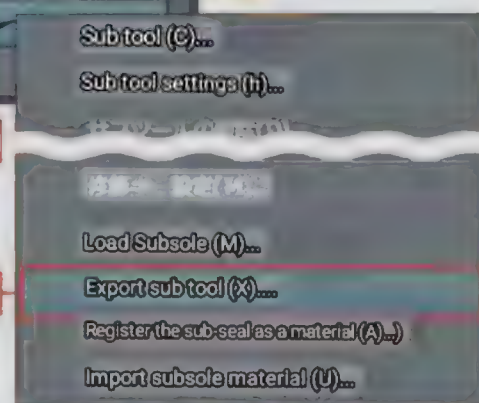 Sub tool (C)...
Sub tool settings (h)...
Load Subsole (M)...
Export sub tool (X)....
Register the sub-seal as a material (A)...)
Import subsole material (U)...